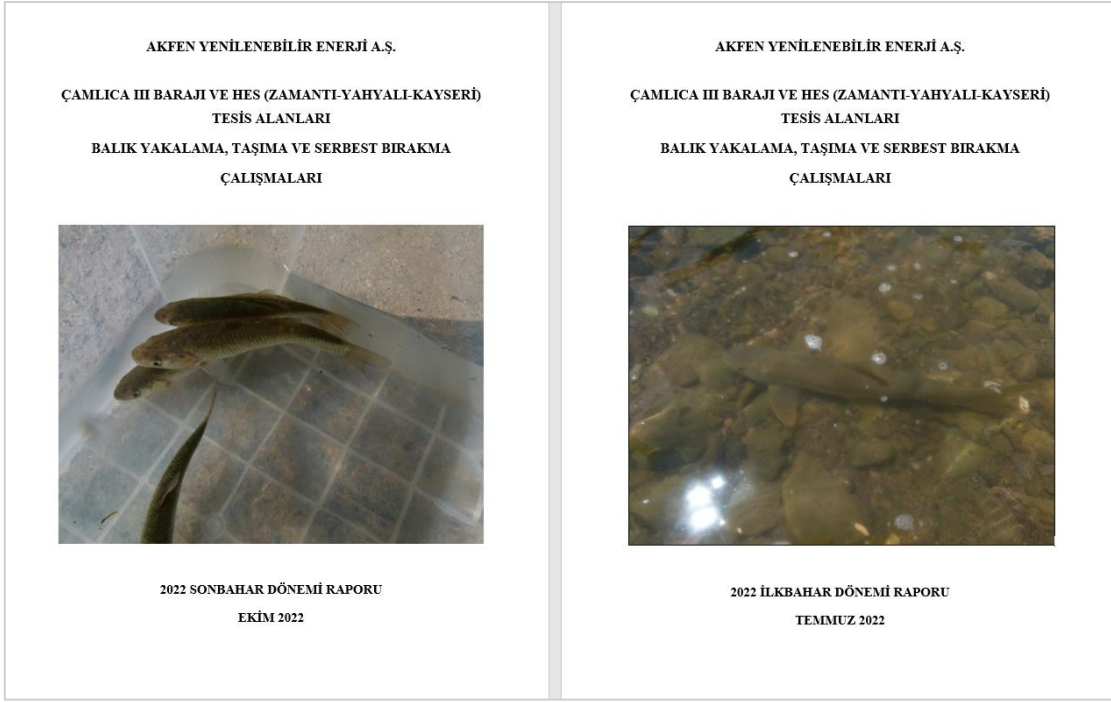 AKFEN YENİLENEBİLİR ENERJİ A.Ş.
ÇAMLICA III BARAJI VE HES (ZAMANTI-YAHYALI-KAYSERİ)
TESİS ALANLARI
BALIK YAKALAMA, TAŞIMA VE SERBEST BIRAKMA
ÇALIŞMALARI
2022 SONBAHAR DÖNEMİ RAPORU
EKİM 2022
AKFEN YENİLENEBİLİR ENERJİ A.Ş.
ÇAMLICA III BARAJI VE HES (ZAMANTI-YAHYALI-KAYSERİ)
TESİS ALANLARI
BALIK YAKALAMA, TAŞIMA VE SERBEST BIRAKMA
ÇALIŞMALARI
2022 İLKBAHAR DÖNEMİ RAPORU
TEMMUZ 2022